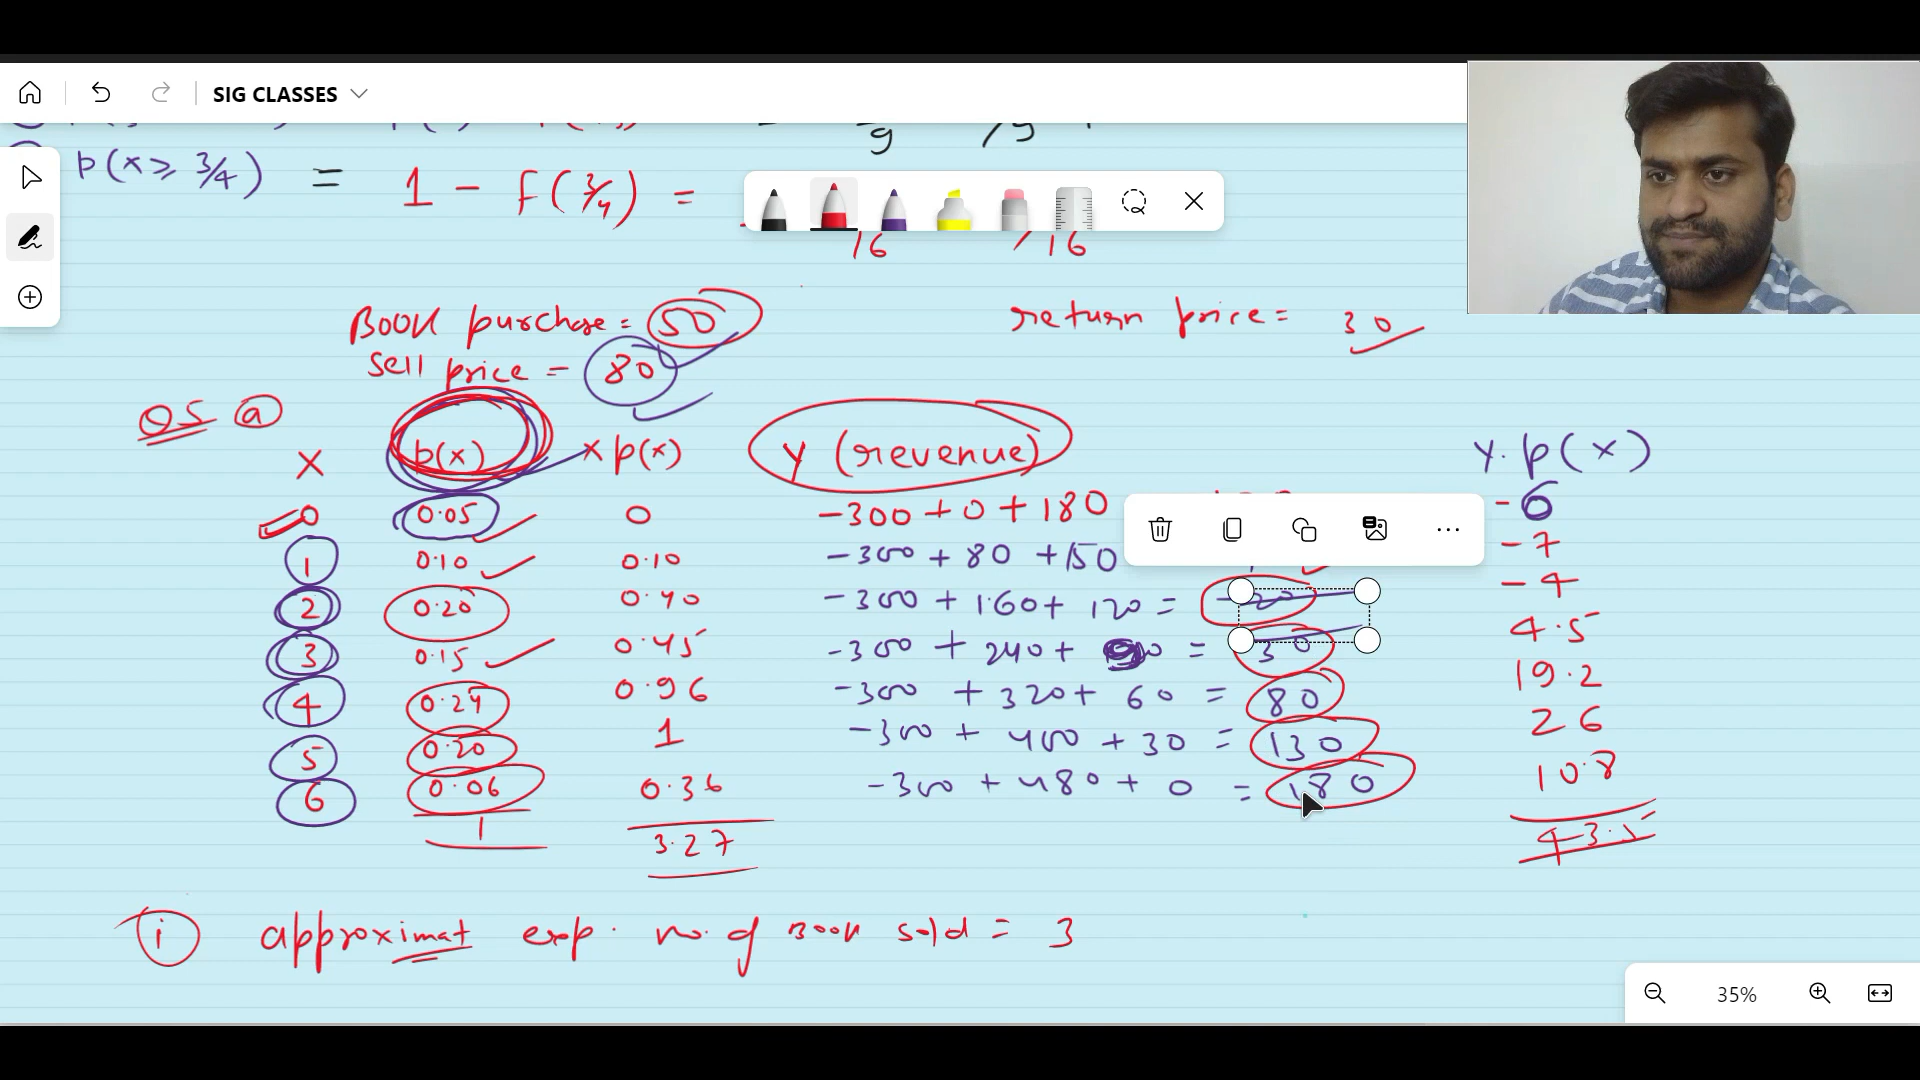 SIG CLASSES
p(x ≥ 3/4) = 1 - F(3/4) =
16 / 16
Book purchase = 50
return price = 30
sell price = 80
Q5 a
X p(x) x p(x) y (revenue) y. p(x)
0 0.05 0 -300 + 0 + 180 -6
1 0.10 0.10 -300 + 80 + 150 -7
2 0.20 0.40 -300 + 160 + 120 = -20 -4
3 0.15 0.45 -300 + 240 + 90 = 30 4.5
4 0.24 0.96 -300 + 320 + 60 = 80 19.2
5 0.20 1 -300 + 400 + 30 = 130 26
6 0.06 0.36 -300 + 480 + 0 = 180 10.8
1 3.27 43.5
i approximat exp. no. of Book sold = 3
35%